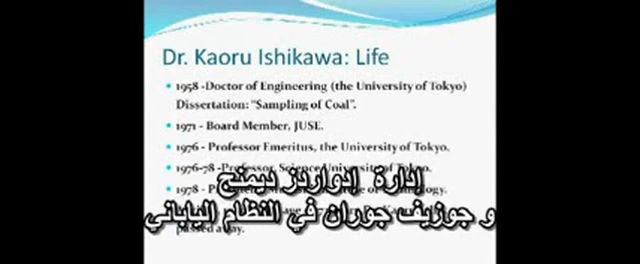 Dr. Kaoru Ishikawa: Life
1958 -Doctor of Engineering (the University of Tokyo)
Dissertation: "Sampling of Coal".
1971 - Board Member, JUSE.
1976 - Professor Emeritus, the University of Tokyo.
1976-78 -Professor, Science University of Tokyo.
1978 -
إدارة إدواردز ديمنج
و جوزيف جوران في النظام الياباني
passed away.